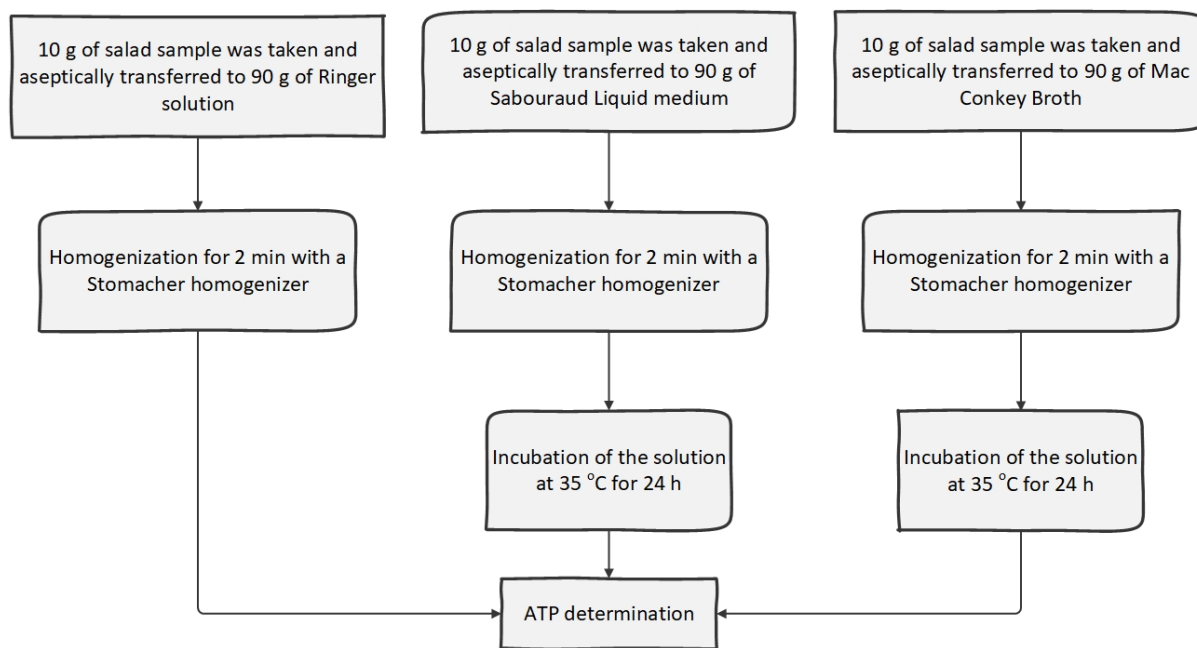 10 g of salad sample was taken and
aseptically transferred to 90 g of Ringer
solution
10 g of salad sample was taken and
aseptically transferred to 90 g of
Sabouraud Liquid medium
10 g of salad sample was taken and
aseptically transferred to 90 g of Mac
Conkey Broth
Homogenization for 2 min with a
Stomacher homogenizer
Homogenization for 2 min with a
Stomacher homogenizer
Homogenization for 2 min with a
Stomacher homogenizer
Incubation of the solution
at 35 °C for 24 h
Incubation of the solution
at 35 °C for 24 h
ATP determination